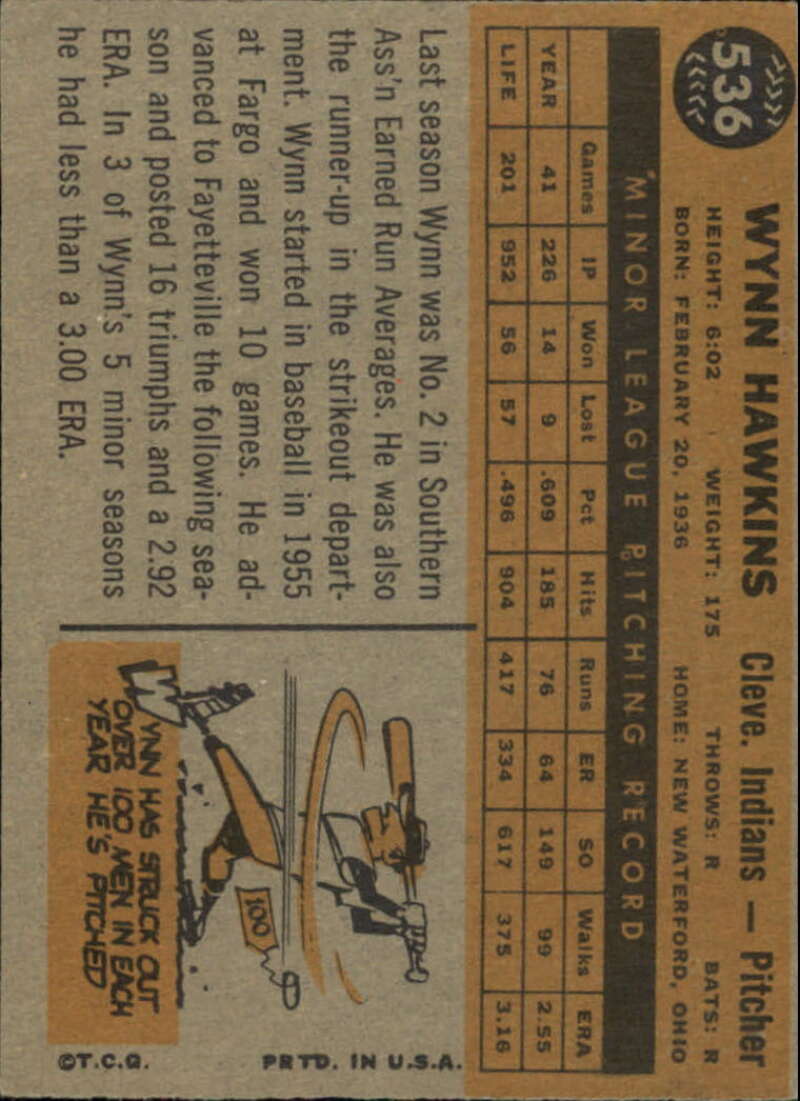 536
WYNN HAWKINS Cleve. Indians — Pitcher
HEIGHT: 6:02 WEIGHT: 175 THROWS: R BATS: R
BORN: FEBRUARY 20, 1936 HOME: NEW WATERFORD, OHIO
MINOR LEAGUE PITCHING RECORD
Games IP Won Lost Pct Hits Runs ER SO Walks ERA
YEAR 41 226 14 9 .609 185 76 64 149 99 2.55
LIFE 201 952 56 57 .496 904 417 334 617 375 3.16
Last season Wynn was No. 2 in Southern
Ass'n Earned Run Averages. He was also
the runner-up in the strikeout depart-
ment. Wynn started in baseball in 1955
at Fargo and won 10 games. He ad-
vanced to Fayetteville the following sea-
son and posted 16 triumphs and a 2.92
ERA. In 3 of Wynn's 5 minor seasons
he had less than a 3.00 ERA.
100
WYNN HAS STRUCK OUT
OVER 100 MEN IN EACH
YEAR HE'S PITCHED
©T.C.G. PRTD. IN U.S.A.